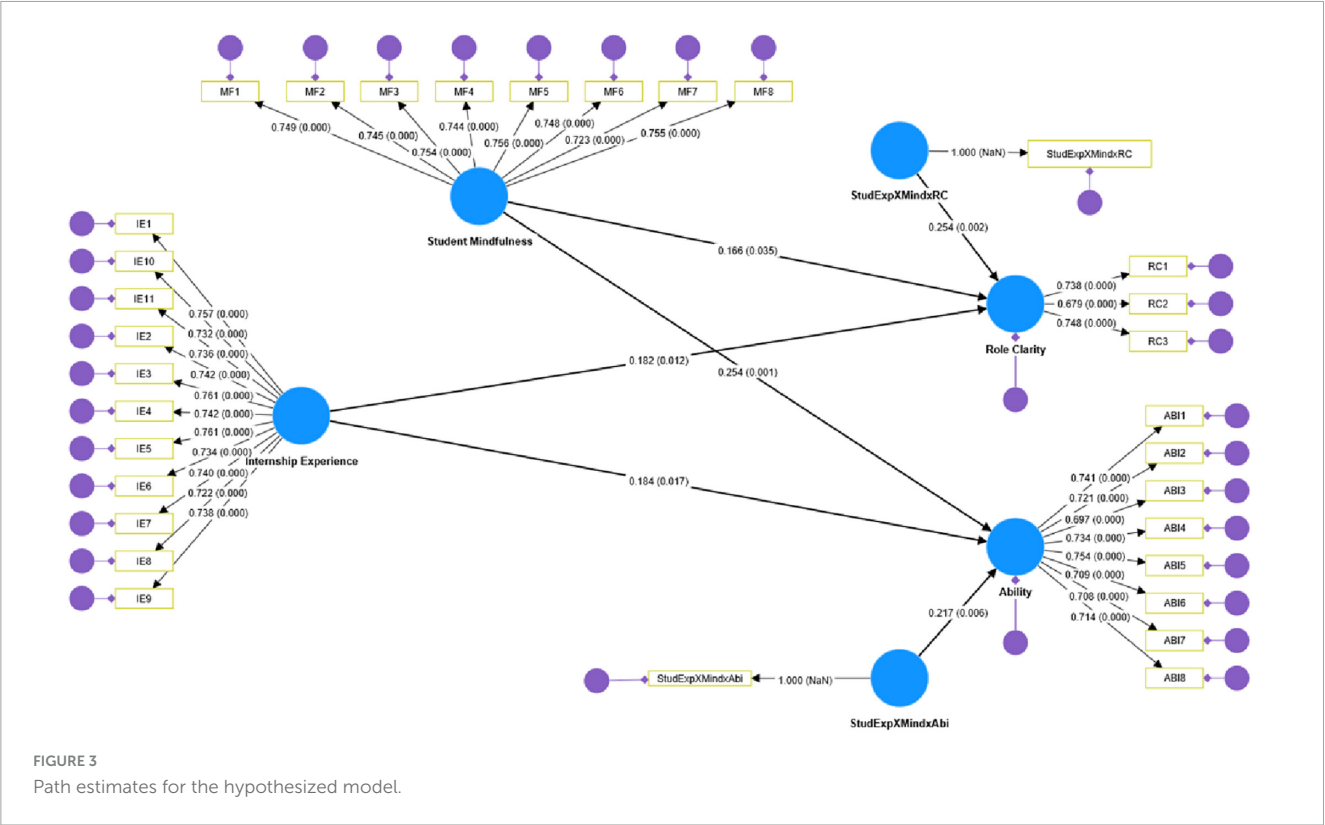 MF1 MF2 MF3 MF4 MF5 MF6 MF7 MF8
0.749 (0.000)
0.745 (0.000)
0.754 (0.000)
0.744 (0.000)
0.756 (0.000)
0.748 (0.000)
0.723 (0.000)
0.755 (0.000)
Student Mindfulness
1.000 (NaN)
StudExpXMindxRC
StudExpXMindxRC
0.254 (0.002)
0.166 (0.035)
IE1
IE10
IE11
IE2
IE3
IE4
IE5
IE6
IE7
IE8
IE9
0.757 (0.000)
0.732 (0.000)
0.736 (0.000)
0.742 (0.000)
0.761 (0.000)
0.742 (0.000)
0.761 (0.000)
0.734 (0.000)
0.740 (0.000)
0.722 (0.000)
0.738 (0.000)
Internship Experience
0.182 (0.012)
0.254 (0.001)
0.184 (0.017)
0.738 (0.000)
0.679 (0.000)
0.748 (0.000)
RC1
RC2
RC3
Role Clarity
0.741 (0.000)
0.721 (0.000)
0.697 (0.000)
0.734 (0.000)
0.754 (0.000)
0.709 (0.000)
0.708 (0.000)
0.714 (0.000)
ABI1
ABI2
ABI3
ABI4
ABI5
ABI6
ABI7
ABI8
Ability
0.217 (0.006)
StudExpXMindxAbi
1.000 (NaN)
StudExpXMindxAbi
FIGURE 3
Path estimates for the hypothesized model.